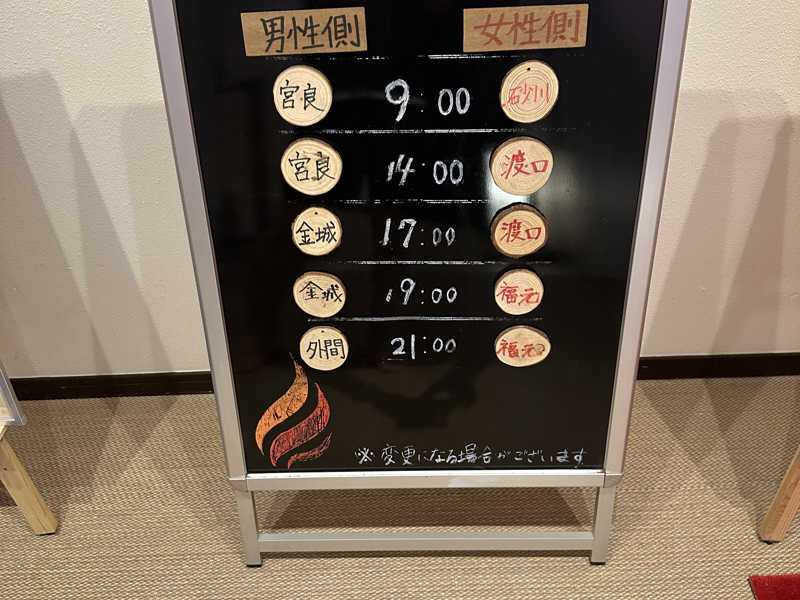 男性側 女性側
宮良 9:00 砂川
宮良 14:00 渡口
金城 17:00 渡口
金城 19:00 福元
外間 21:00 福元
※変更になる場合がございます